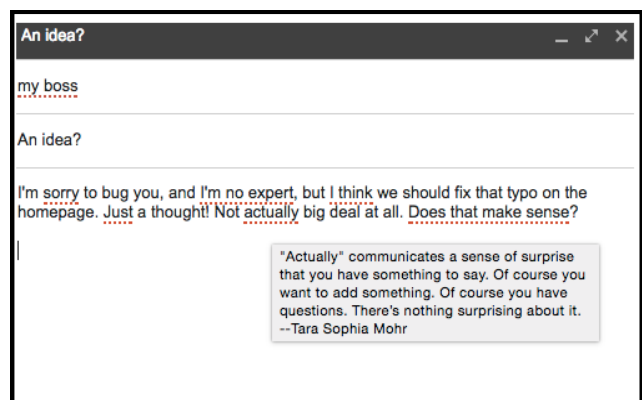 An idea?
my boss
An idea?
I'm sorry to bug you, and I'm no expert, but I think we should fix that typo on the
homepage. Just a thought! Not actually big deal at all. Does that make sense?
"Actually" communicates a sense of surprise
that you have something to say. Of course you
want to add something. Of course you have
questions. There's nothing surprising about it.
--Tara Sophia Mohr